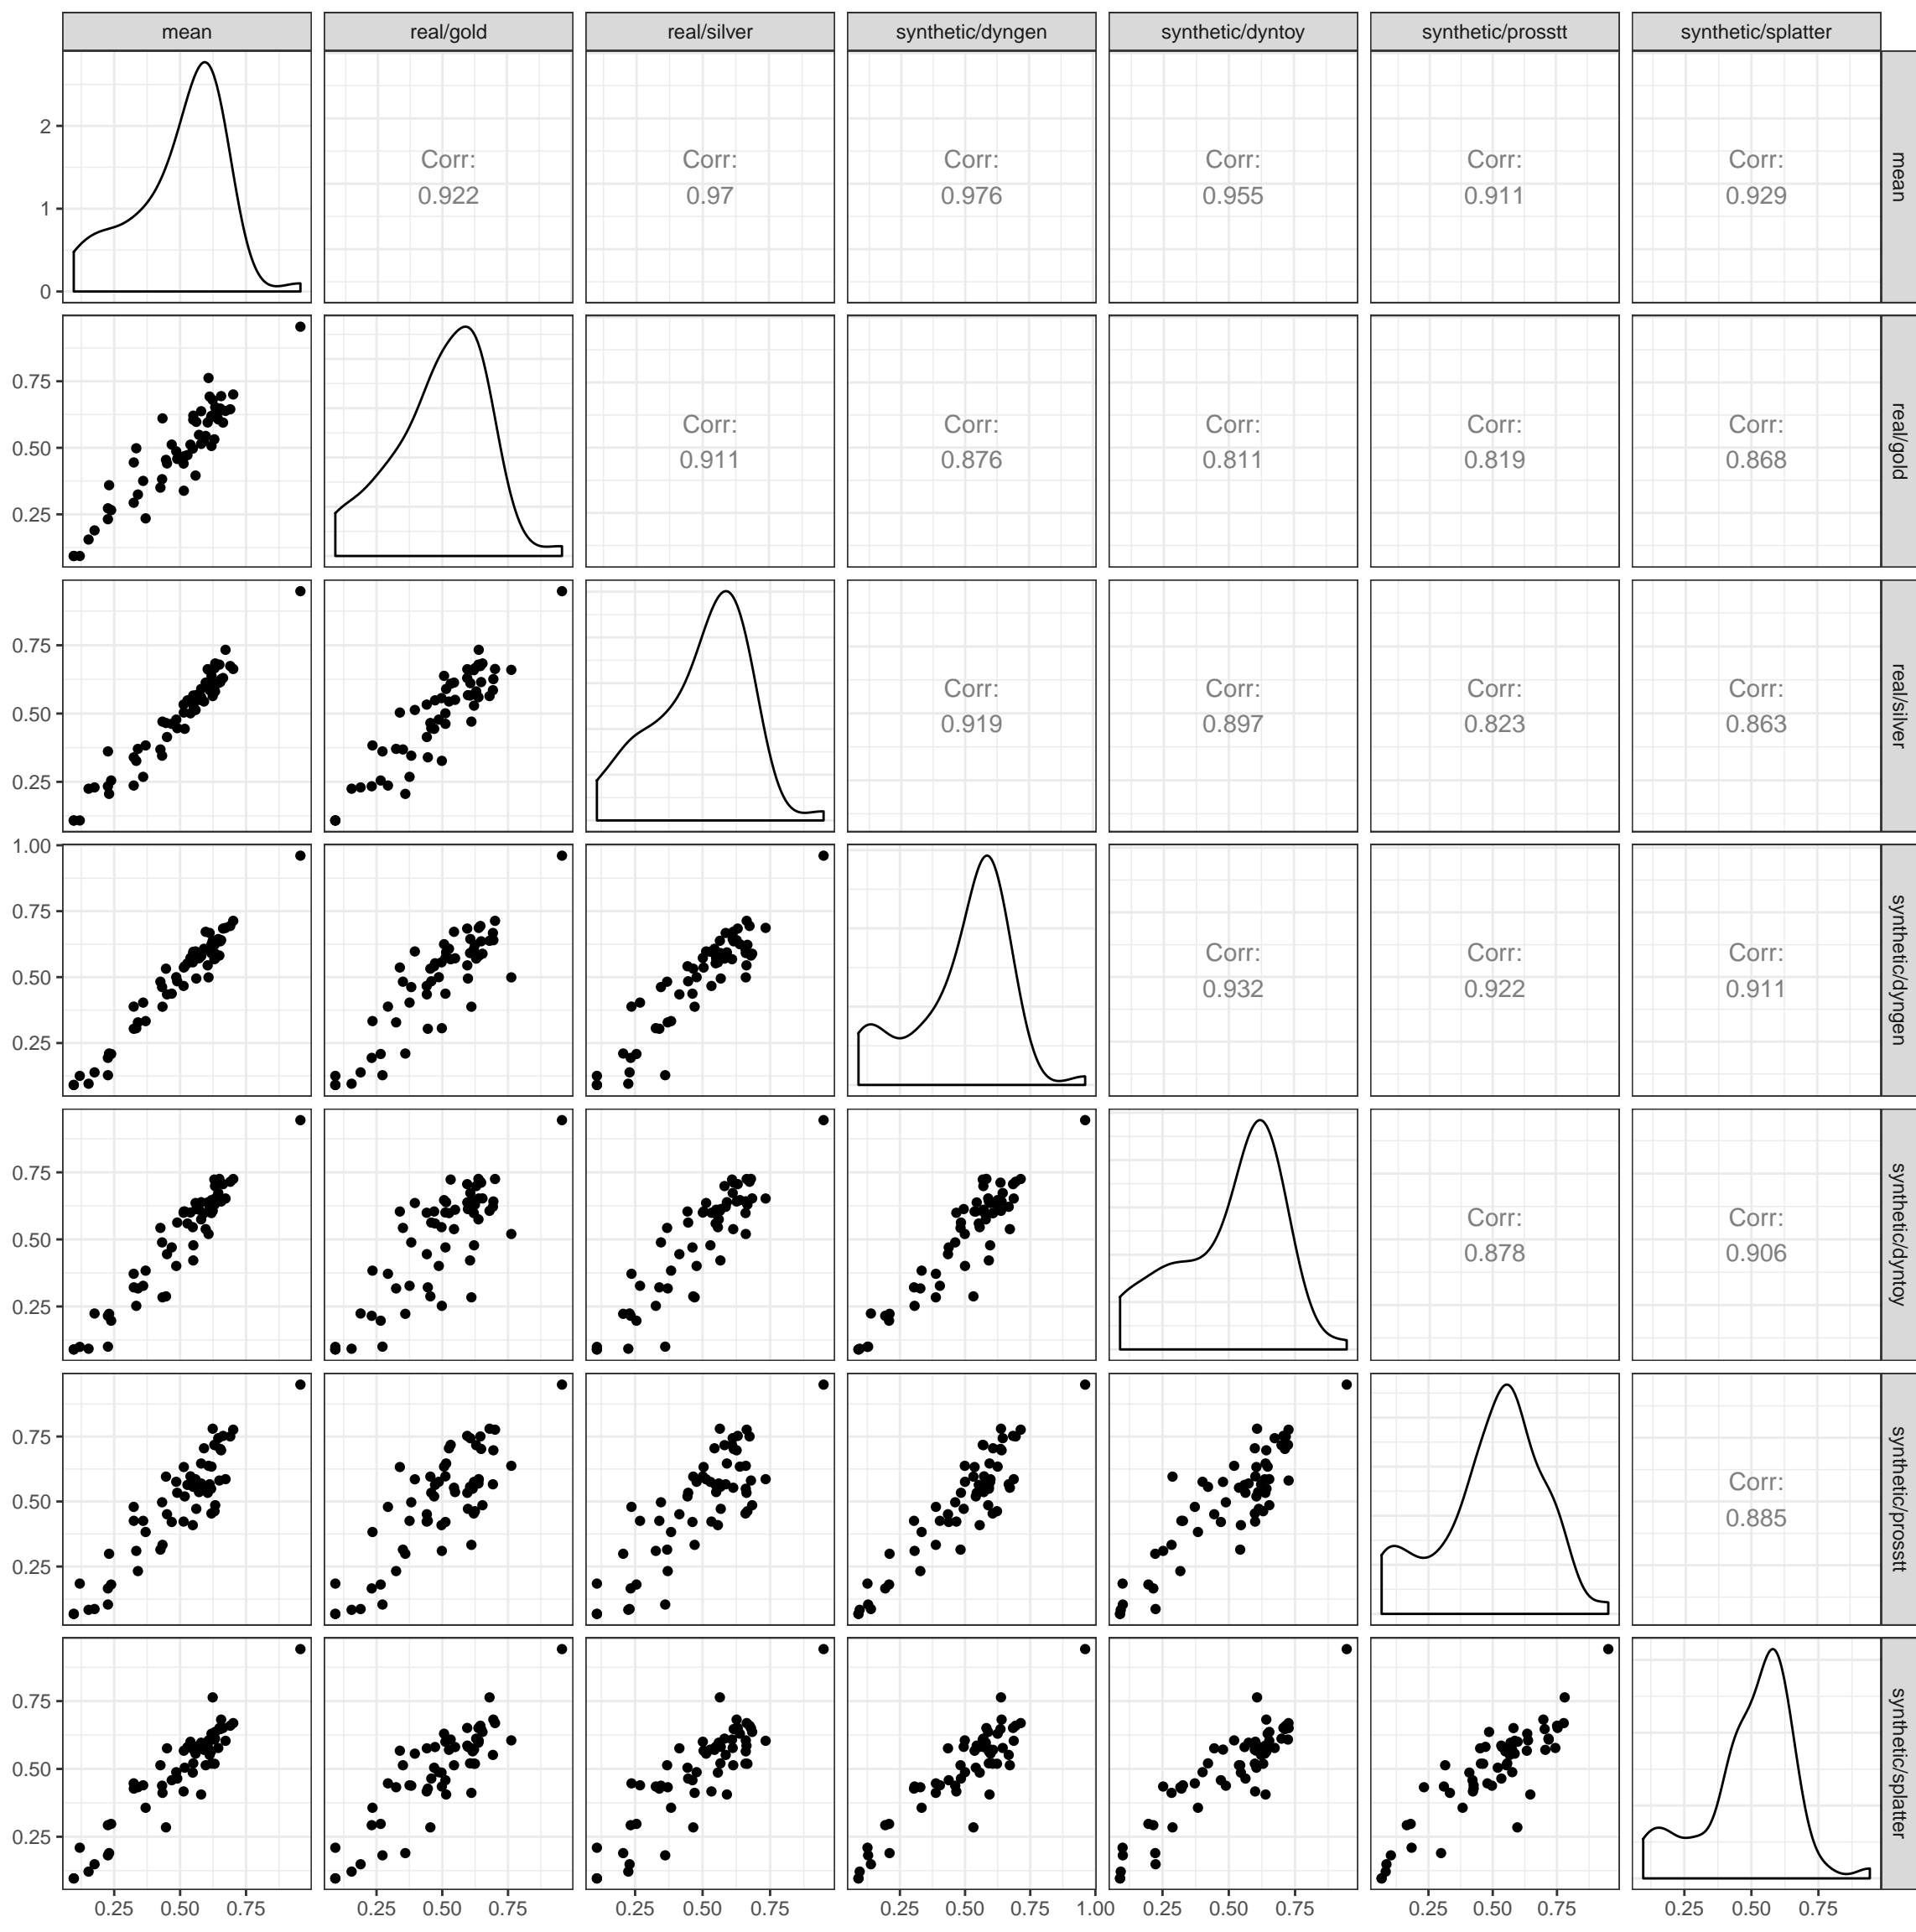 mean real/gold real/silver synthetic/dyngen synthetic/dyntoy synthetic/prosstt synthetic/splatter
2
1
0
Corr: Corr: Corr: Corr: Corr: Corr:
0.922 0.97 0.976 0.955 0.911 0.929
mean
0.75
0.50
0.25
Corr: Corr: Corr: Corr: Corr:
0.911 0.876 0.811 0.819 0.868
real/gold
0.75
0.50
0.25
Corr: Corr: Corr: Corr:
0.919 0.897 0.823 0.863
real/silver
1.00
0.75
0.50
0.25
Corr: Corr: Corr:
0.932 0.922 0.911
synthetic/dyngen
0.75
0.50
0.25
Corr: Corr:
0.878 0.906
synthetic/dyntoy
0.75
0.50
0.25
Corr:
0.885
synthetic/prosstt
0.75
0.50
0.25
synthetic/splatter
0.25 0.50 0.75 0.25 0.50 0.75 0.25 0.50 0.75 0.25 0.50 0.75 1.00 0.25 0.50 0.75 0.25 0.50 0.75 0.25 0.50 0.75